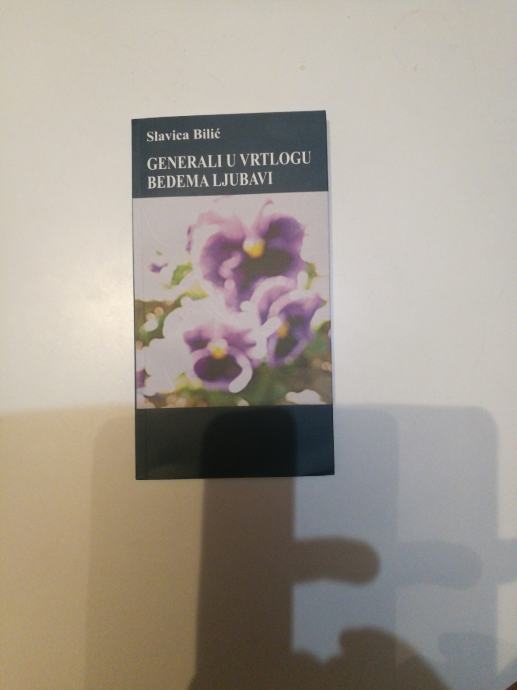 Slavica Bilić
GENERALI U VRTLOGU
BEDEMA LJUBAVI